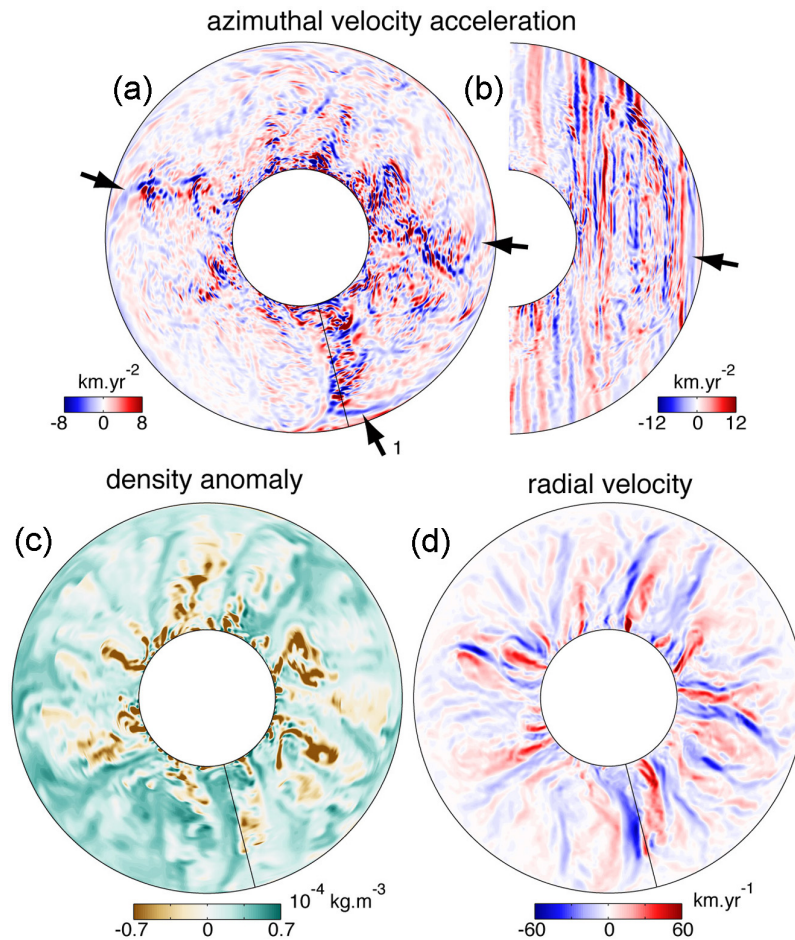 azimuthal velocity acceleration
(a)
(b)
km.yr⁻²
-8 0 8
1
km.yr⁻²
-12 0 12
density anomaly
radial velocity
(c)
(d)
10⁻⁴ kg.m⁻³
-0.7 0 0.7
km.yr⁻¹
-60 0 60